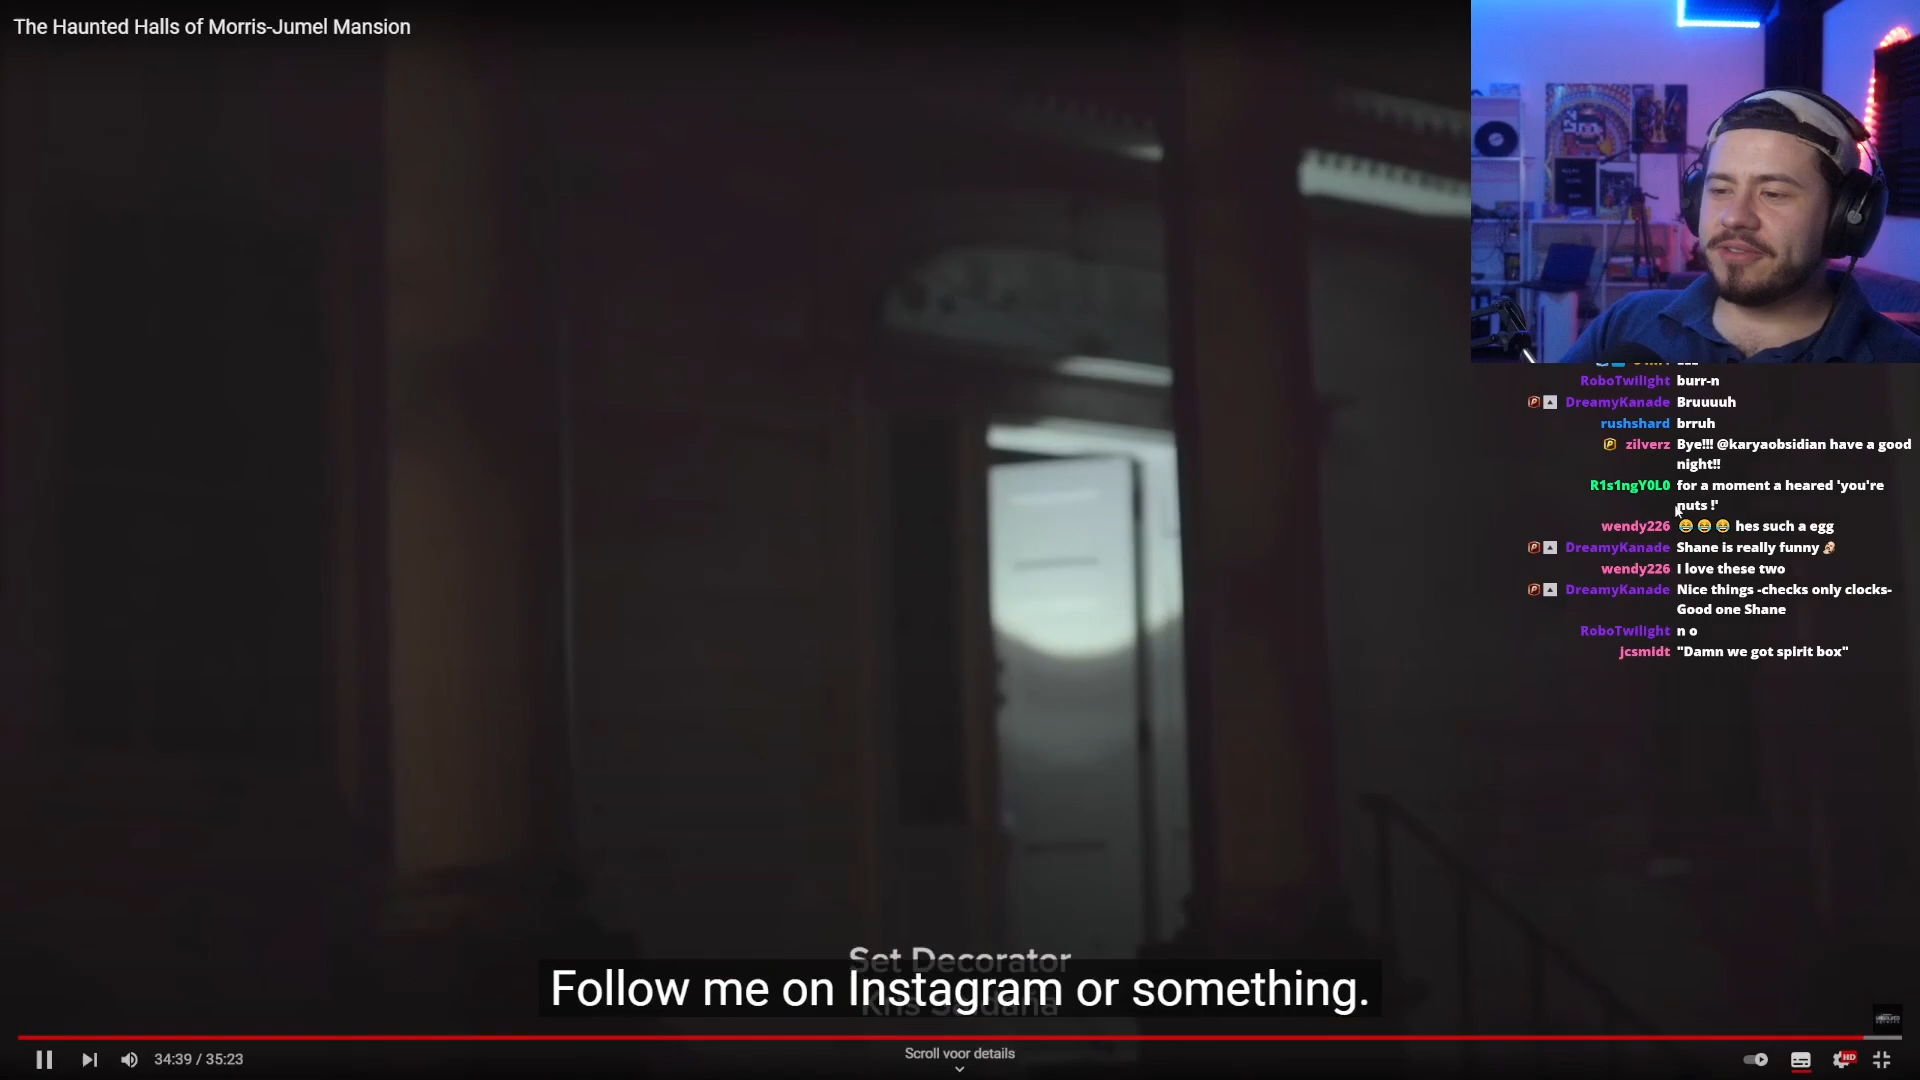 The Haunted Halls of Morris-Jumel Mansion
RoboTwilight burr-n
DreamyKanade Bruuuuh
rushshard brruh
zilverz Bye!!! @karyaobsidian have a good
night!!
R1s1ngY0L0 for a moment a heared 'you're
nuts !'
wendy226 😂 😂 😂 hes such a egg
DreamyKanade Shane is really funny
wendy226 I love these two
DreamyKanade Nice things -checks only clocks-
Good one Shane
RoboTwilight n o
jcsmidt "Damn we got spirit box"
Set Decorator
Follow me on Instagram or something.
34:39 / 35:23
Scroll voor details
HD